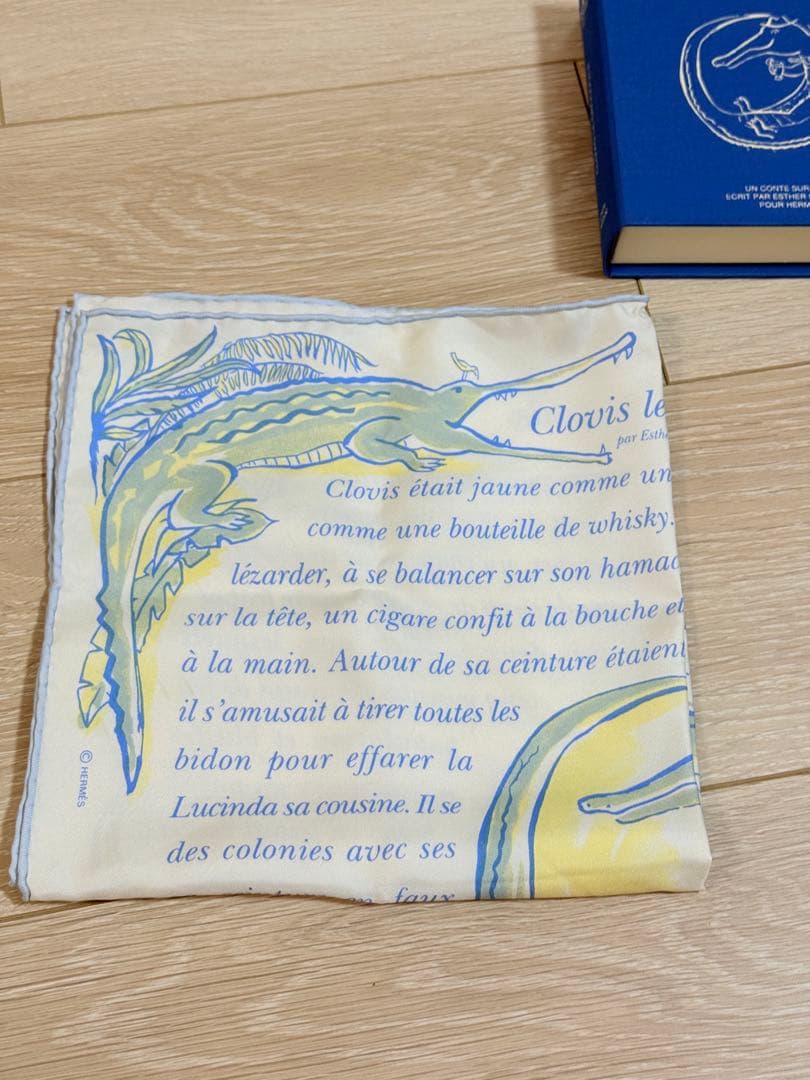 UN CONTE SUR
ECRIT PAR ESTHER
POUR HERM
Clovis le
par Esthe
Clovis était jaune comme un
comme une bouteille de whisky.
lézarder, à se balancer sur son hamac
sur la tête, un cigare confit à la bouche et
à la main. Autour de sa ceinture étaient
il s'amusait à tirer toutes les
bidon pour effarer la
Lucinda sa cousine. Il se
des colonies avec ses
en faux
© HERMÈS